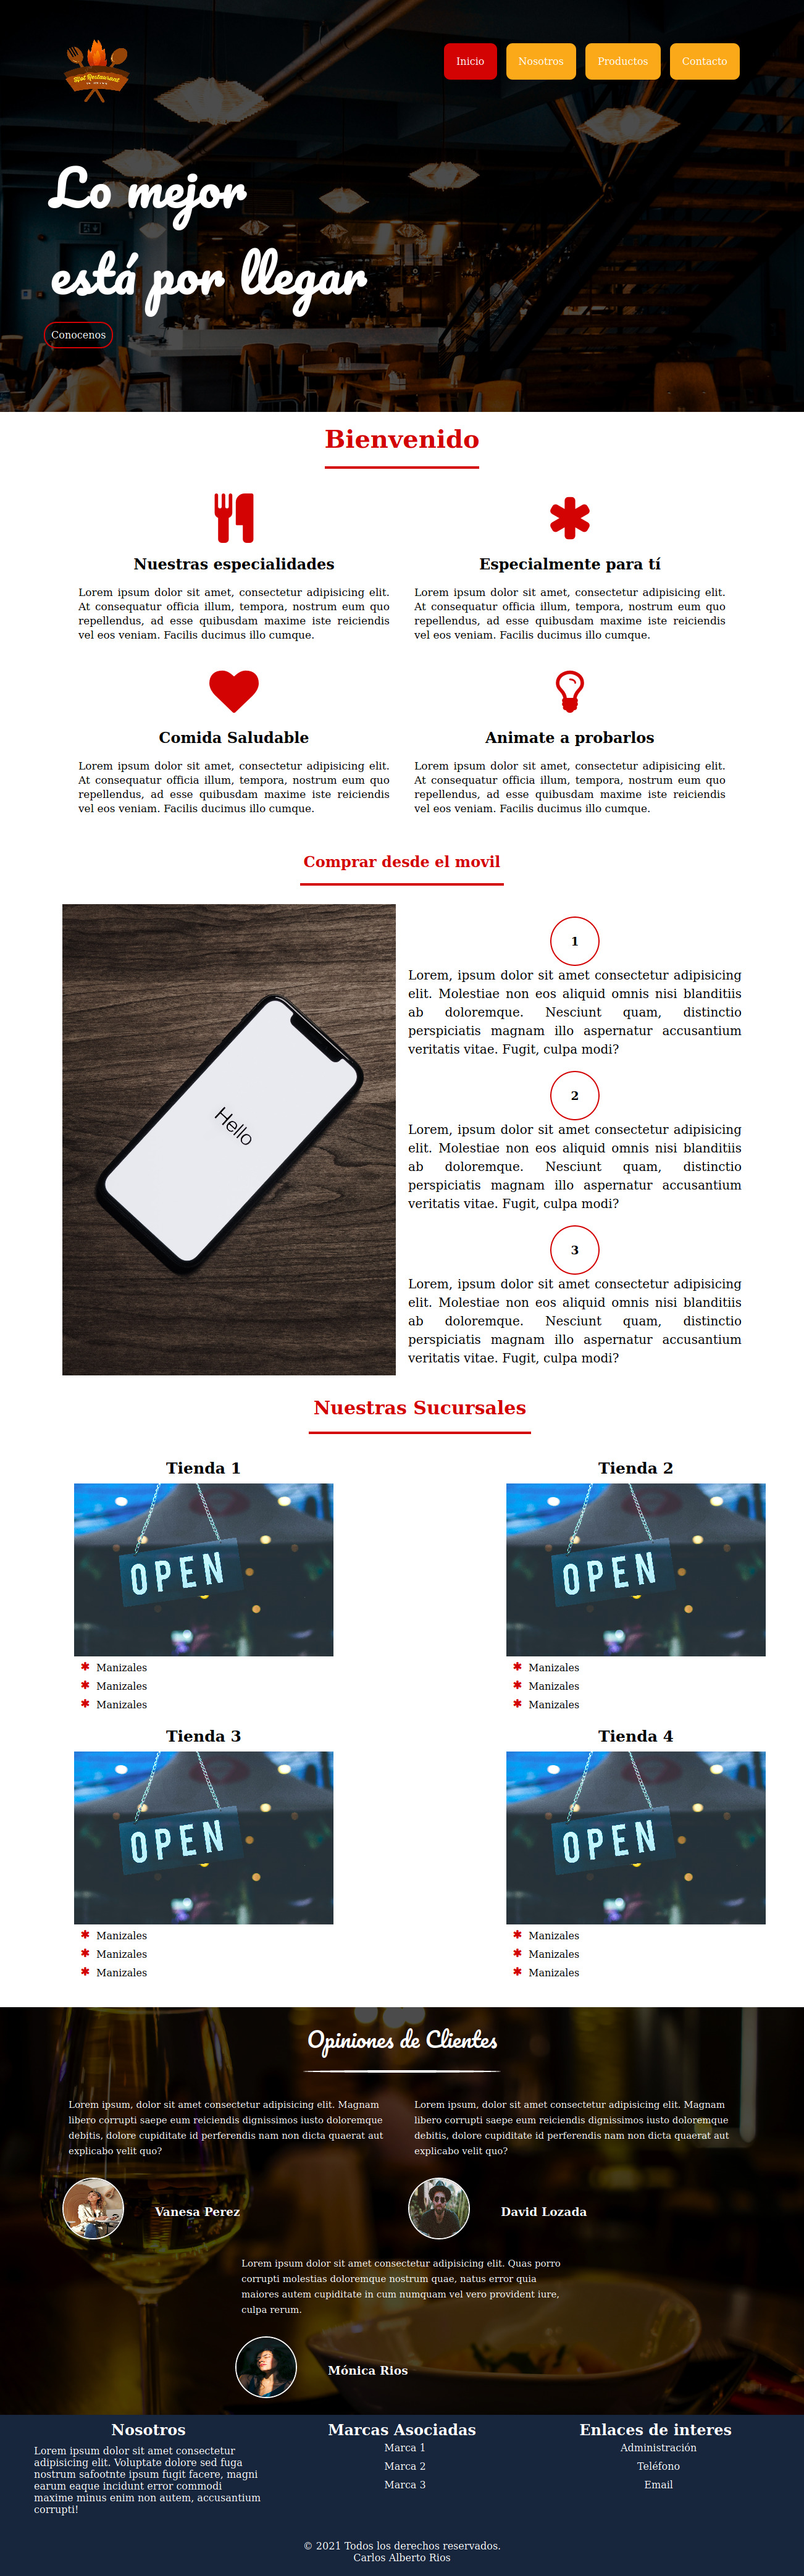 Hot Restaurant
Inicio
Nosotros
Productos
Contacto
Lo mejor
está por llegar
Conocenos
Bienvenido
Nuestras especialidades
Lorem ipsum dolor sit amet, consectetur adipisicing elit.
At consequatur officia illum, tempora, nostrum eum quo
repellendus, ad esse quibusdam maxime iste reiciendis
vel eos veniam. Facilis ducimus illo cumque.
Especialmente para tí
Lorem ipsum dolor sit amet, consectetur adipisicing elit.
At consequatur officia illum, tempora, nostrum eum quo
repellendus, ad esse quibusdam maxime iste reiciendis
vel eos veniam. Facilis ducimus illo cumque.
Comida Saludable
Lorem ipsum dolor sit amet, consectetur adipisicing elit.
At consequatur officia illum, tempora, nostrum eum quo
repellendus, ad esse quibusdam maxime iste reiciendis
vel eos veniam. Facilis ducimus illo cumque.
Animate a probarlos
Lorem ipsum dolor sit amet, consectetur adipisicing elit.
At consequatur officia illum, tempora, nostrum eum quo
repellendus, ad esse quibusdam maxime iste reiciendis
vel eos veniam. Facilis ducimus illo cumque.
Comprar desde el movil
Hello
1
Lorem, ipsum dolor sit amet consectetur adipisicing
elit. Molestiae non eos aliquid omnis nisi blanditiis
ab doloremque. Nesciunt quam, distinctio
perspiciatis magnam illo aspernatur accusantium
veritatis vitae. Fugit, culpa modi?
2
Lorem, ipsum dolor sit amet consectetur adipisicing
elit. Molestiae non eos aliquid omnis nisi blanditiis
ab doloremque. Nesciunt quam, distinctio
perspiciatis magnam illo aspernatur accusantium
veritatis vitae. Fugit, culpa modi?
3
Lorem, ipsum dolor sit amet consectetur adipisicing
elit. Molestiae non eos aliquid omnis nisi blanditiis
ab doloremque. Nesciunt quam, distinctio
perspiciatis magnam illo aspernatur accusantium
veritatis vitae. Fugit, culpa modi?
Nuestras Sucursales
Tienda 1
OPEN
Manizales
Manizales
Manizales
Tienda 2
OPEN
Manizales
Manizales
Manizales
Tienda 3
OPEN
Manizales
Manizales
Manizales
Tienda 4
OPEN
Manizales
Manizales
Manizales
Opiniones de Clientes
Lorem ipsum, dolor sit amet consectetur adipisicing elit. Magnam
libero corrupti saepe eum reiciendis dignissimos iusto doloremque
debitis, dolore cupiditate id perferendis nam non dicta quaerat aut
explicabo velit quo?
Vanesa Perez
Lorem ipsum, dolor sit amet consectetur adipisicing elit. Magnam
libero corrupti saepe eum reiciendis dignissimos iusto doloremque
debitis, dolore cupiditate id perferendis nam non dicta quaerat aut
explicabo velit quo?
David Lozada
Lorem ipsum dolor sit amet consectetur adipisicing elit. Quas porro
corrupti molestias doloremque nostrum quae, natus error quia
maiores autem cupiditate in cum numquam vel vero provident iure,
culpa rerum.
Mónica Rios
Nosotros
Lorem ipsum dolor sit amet consectetur
adipisicing elit. Voluptate dolore sed fuga
nostrum safootnte ipsum fugit facere, magni
earum eaque incidunt error commodi
maxime minus enim non autem, accusantium
corrupti!
Marcas Asociadas
Marca 1
Marca 2
Marca 3
Enlaces de interes
Administración
Teléfono
Email
© 2021 Todos los derechos reservados.
Carlos Alberto Rios